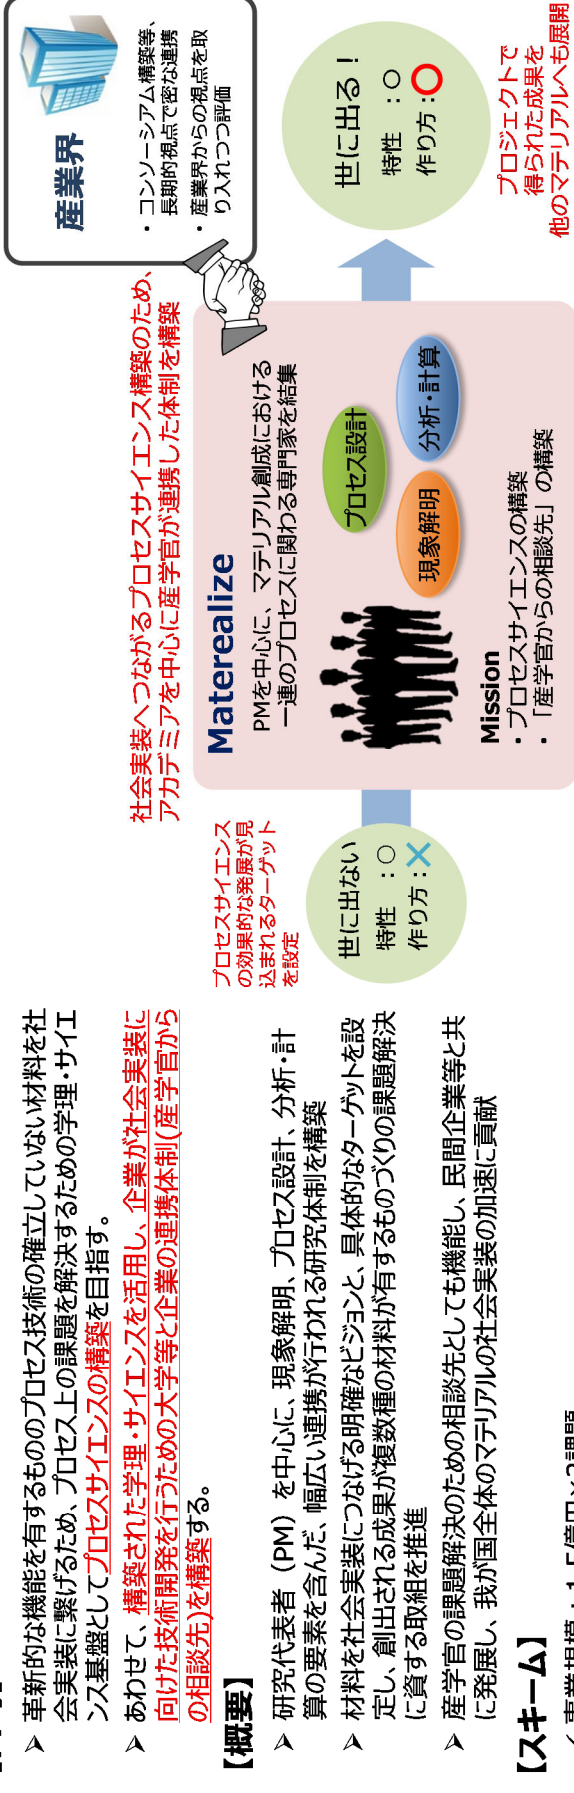 ➢ 革新的な機能を有するもののプロセス技術の確立していない材料を社
会実装に繋げるため、プロセス上の課題を解決するための学理・サイエ
ンス基盤としてプロセスサイエンスの構築を目指す。
➢ あわせて、構築された学理・サイエンスを活用し、企業が社会実装に
向けた技術開発を行うための大学等と企業の連携体制(産学官から
の相談先)を構築する。
【概要】
➢ 研究代表者（PM）を中心に、現象解明、プロセス設計、分析・計
算の要素を含んだ、幅広い連携が行われる研究体制を構築
➢ 材料を社会実装につなげる明確なビジョンと、具体的なターゲットを設
定し、創出される成果が複数種の材料が有するものづくりの課題解決
に資する取組を推進
➢ 産学官の課題解決のための相談先としても機能し、民間企業等と共
に発展し、我が国全体のマテリアルの社会実装の加速に貢献
【スキーム】
プロセスサイエンス
の効果的な発展が見
込まれるターゲット
を設定
世に出ない
特性 ：○
作り方：×
社会実装へつながるプロセスサイエンス構築のため、
アカデミアを中心に産学官が連携した体制を構築
Materealize
PMを中心に、マテリアル創成における
一連のプロセスに関わる専門家を結集
プロセス設計
現象解明
分析・計算
Mission
・プロセスサイエンスの構築
・「産学官からの相談先」の構築
産業界
・コンソーシアム構築等、
長期的視点で密な連携
・産業界からの視点を取
り入れつつ評価
世に出る！
特性 ：○
作り方：○
プロジェクトで
得られた成果を
他のマテリアルへも展開